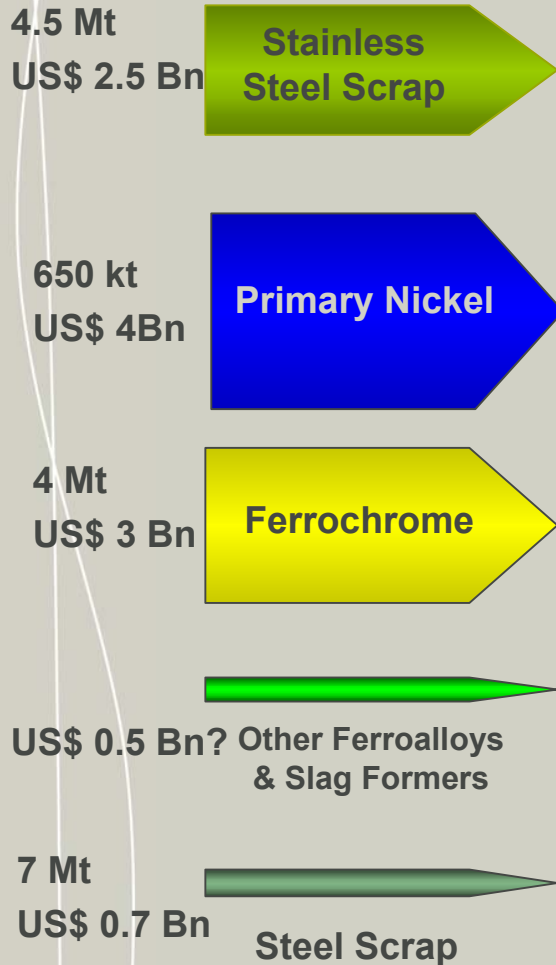 4.5 Mt
US$ 2.5 Bn
Stainless
Steel Scrap
650 kt
US$ 4Bn
Primary Nickel
4 Mt
US$ 3 Bn
Ferrochrome
US$ 0.5 Bn?
Other Ferroalloys
& Slag Formers
7 Mt
US$ 0.7 Bn
Steel Scrap